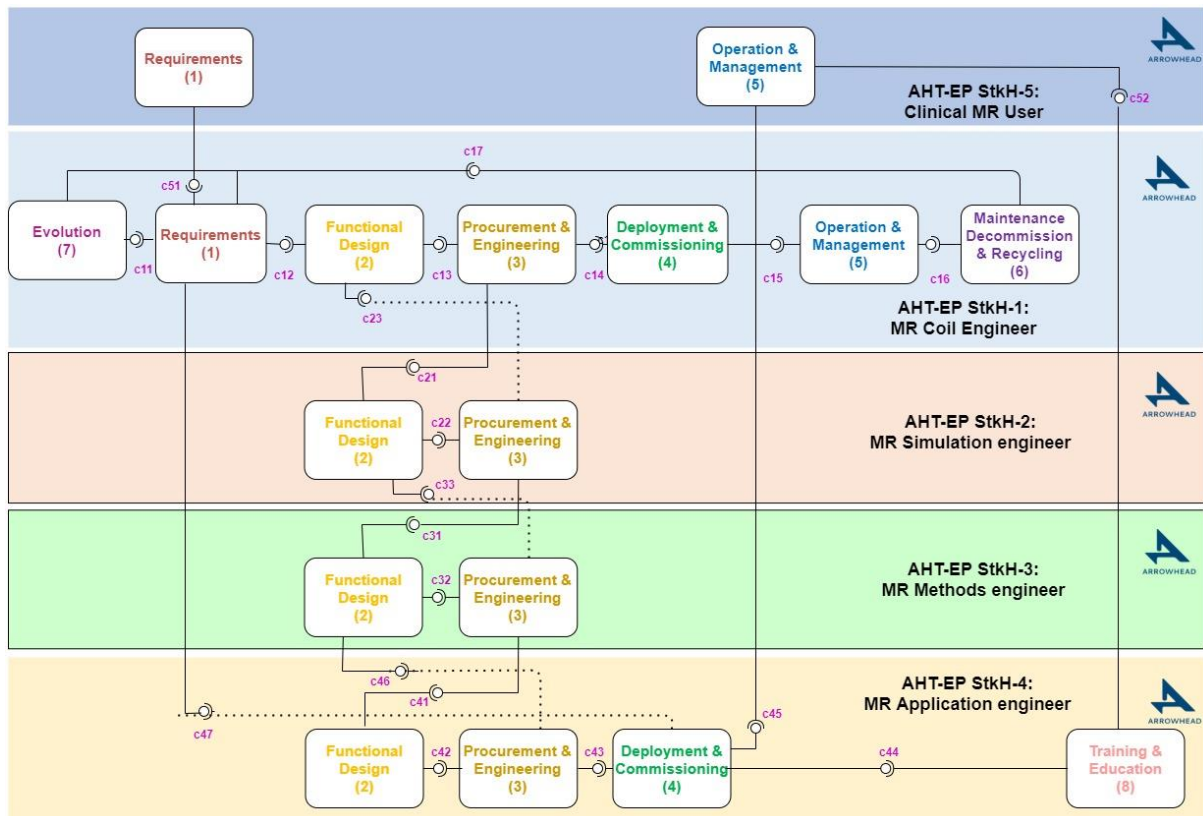 Requirements
(1)
Operation &
Management
(5)
ARROWHEAD
AHT-EP StkH-5:
Clinical MR User
c52
c17
c51
ARROWHEAD
Evolution
(7)
c11
Requirements
(1)
c12
Functional
Design
(2)
c13
Procurement &
Engineering
(3)
c14
Deployment &
Commissioning
(4)
c15
Operation &
Management
(5)
c16
Maintenance
Decommission
& Recycling
(6)
c23
AHT-EP StkH-1:
MR Coil Engineer
c21
ARROWHEAD
Functional
Design
(2)
c22
Procurement &
Engineering
(3)
AHT-EP StkH-2:
MR Simulation engineer
c33
c31
ARROWHEAD
Functional
Design
(2)
c32
Procurement &
Engineering
(3)
AHT-EP StkH-3:
MR Methods engineer
c46
c41
AHT-EP StkH-4:
MR Application engineer
ARROWHEAD
c47
c45
Functional
Design
(2)
c42
Procurement &
Engineering
(3)
c43
Deployment &
Commissioning
(4)
c44
Training &
Education
(8)